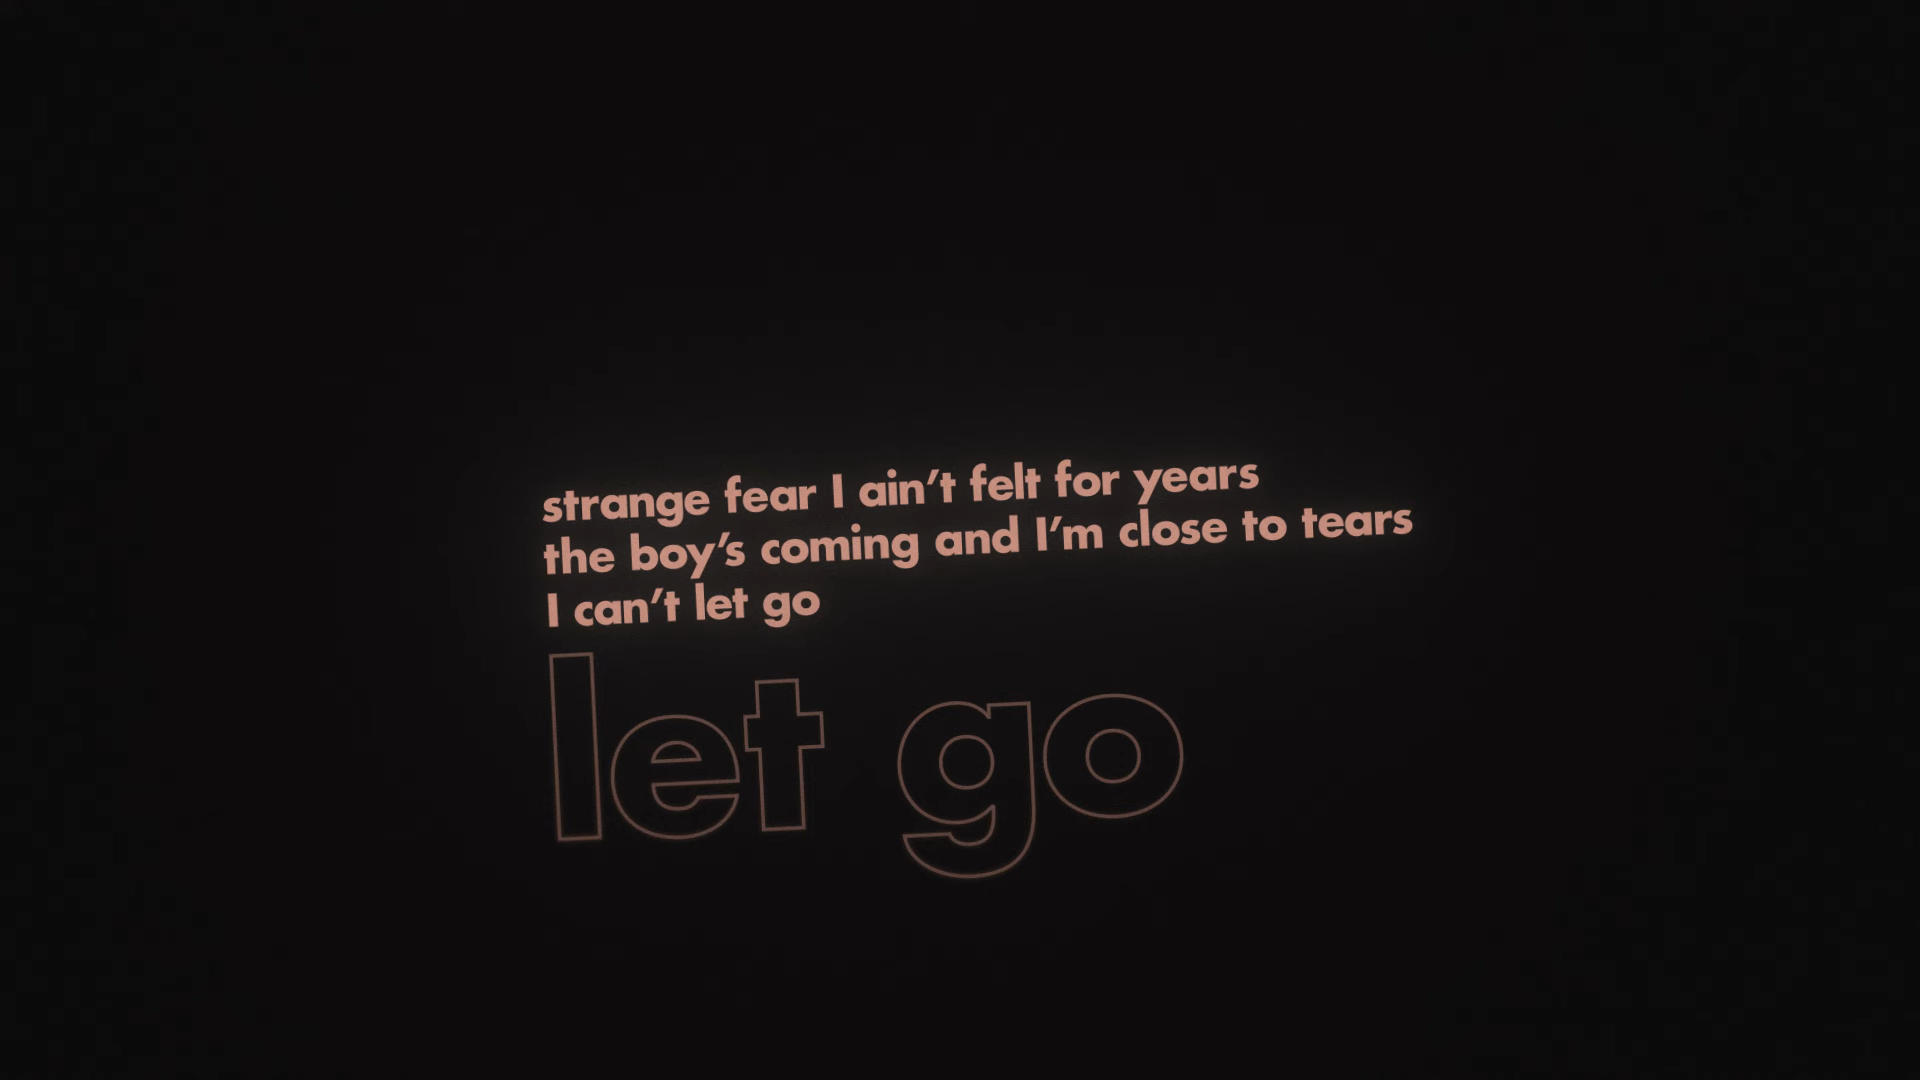 strange fear I ain’t felt for years
the boy’s coming and I’m close to tears
I can’t let go
let go